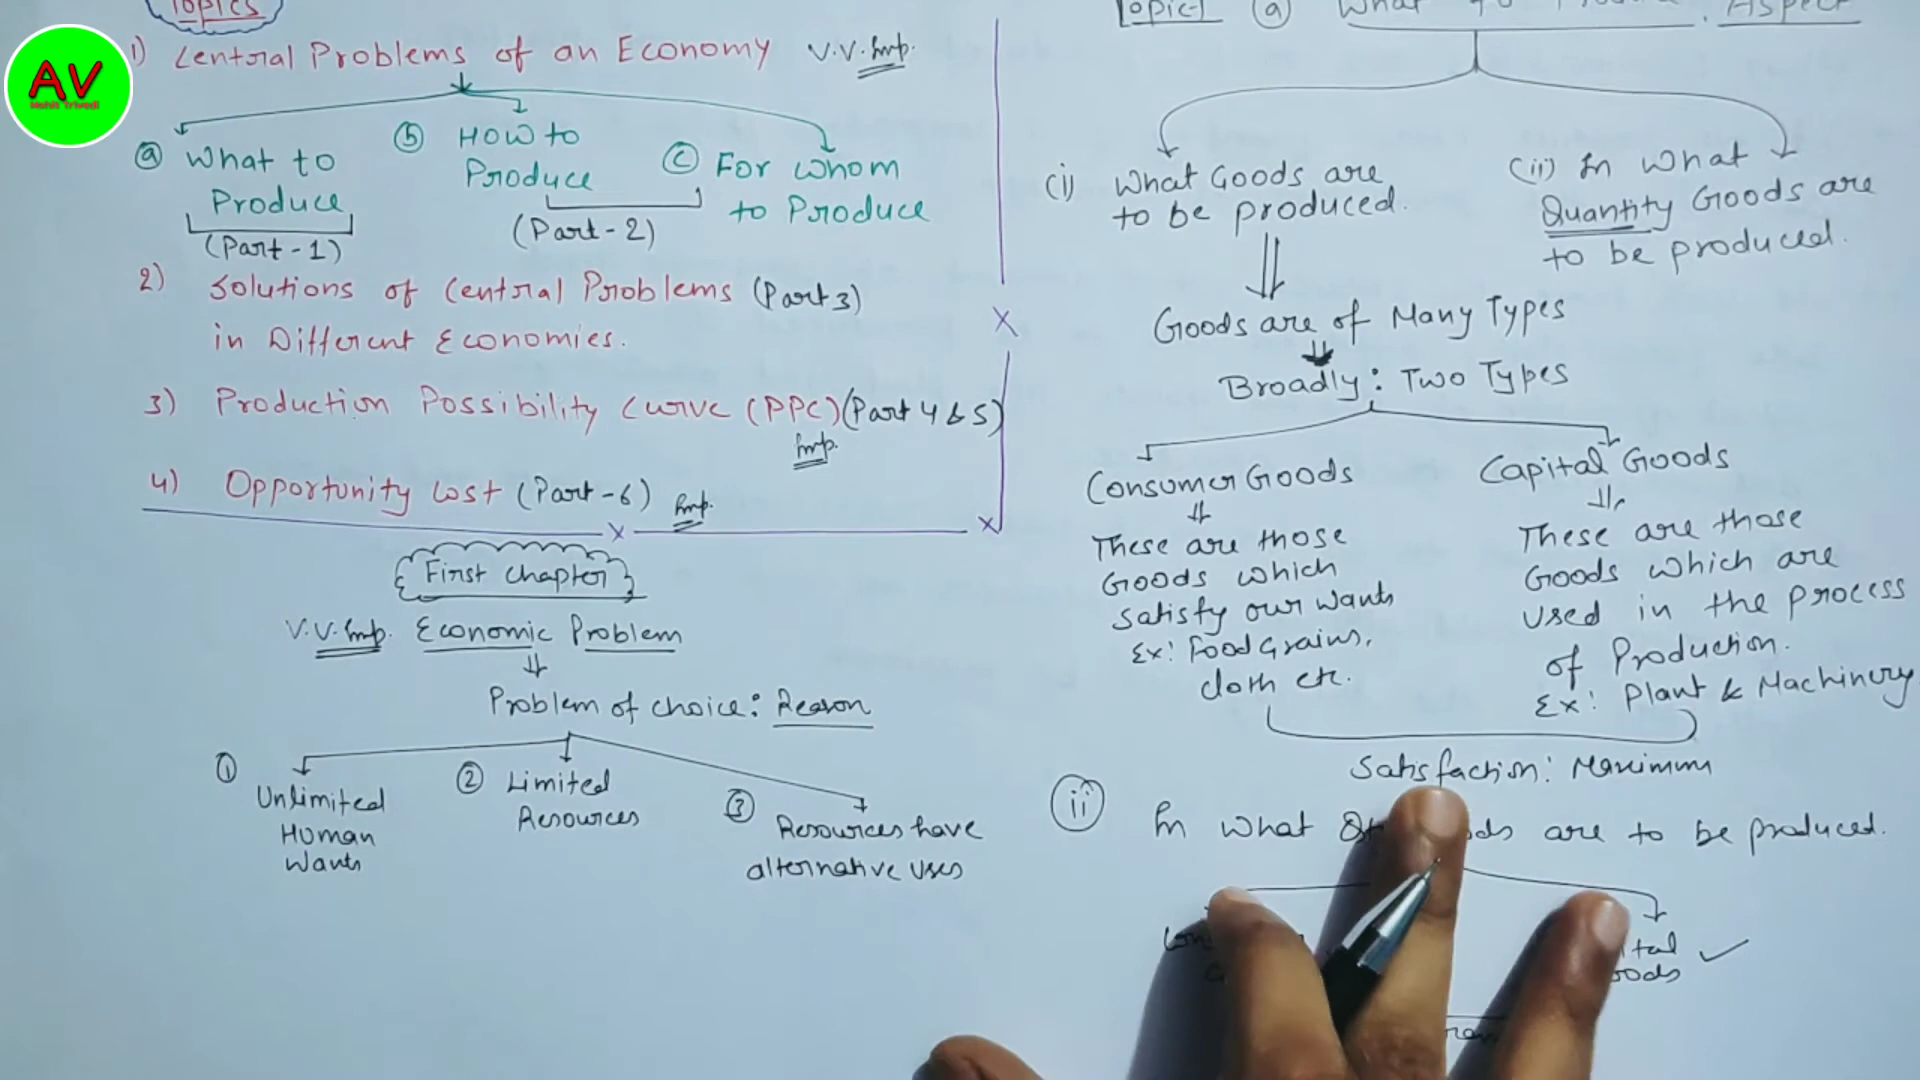 Topics
AV
1) Central Problems of an Economy V.V.Imp.
(a) What to Produce
(Part-1)
(b) How to Produce
(c) For Whom to Produce
(Part-2)
2) Solutions of Central Problems (Part 3)
in Different Economies.
3) Production Possibility Curve (PPC) (Part 4 & 5)
Imp.
4) Opportunity Cost (Part-6) Imp.
First Chapter
V.V.Imp. Economic Problem
Problem of choice: Reason
(1) Unlimited
Human
Wants
(2) Limited
Resources
(3) Resources have
alternative uses
Topic-1 (a) What to Aspect
(i) What Goods are
to be produced.
(ii) In what
Quantity Goods are
to be produced.
Goods are of Many Types
Broadly: Two Types
Consumer Goods
These are those
Goods which
satisfy our wants
Ex: Food Grains,
cloth etc.
Capital Goods
These are those
Goods which are
used in the process
of Production.
Ex: Plant & Machinery
Satisfaction: Maximum
(ii) In what are to be produced.